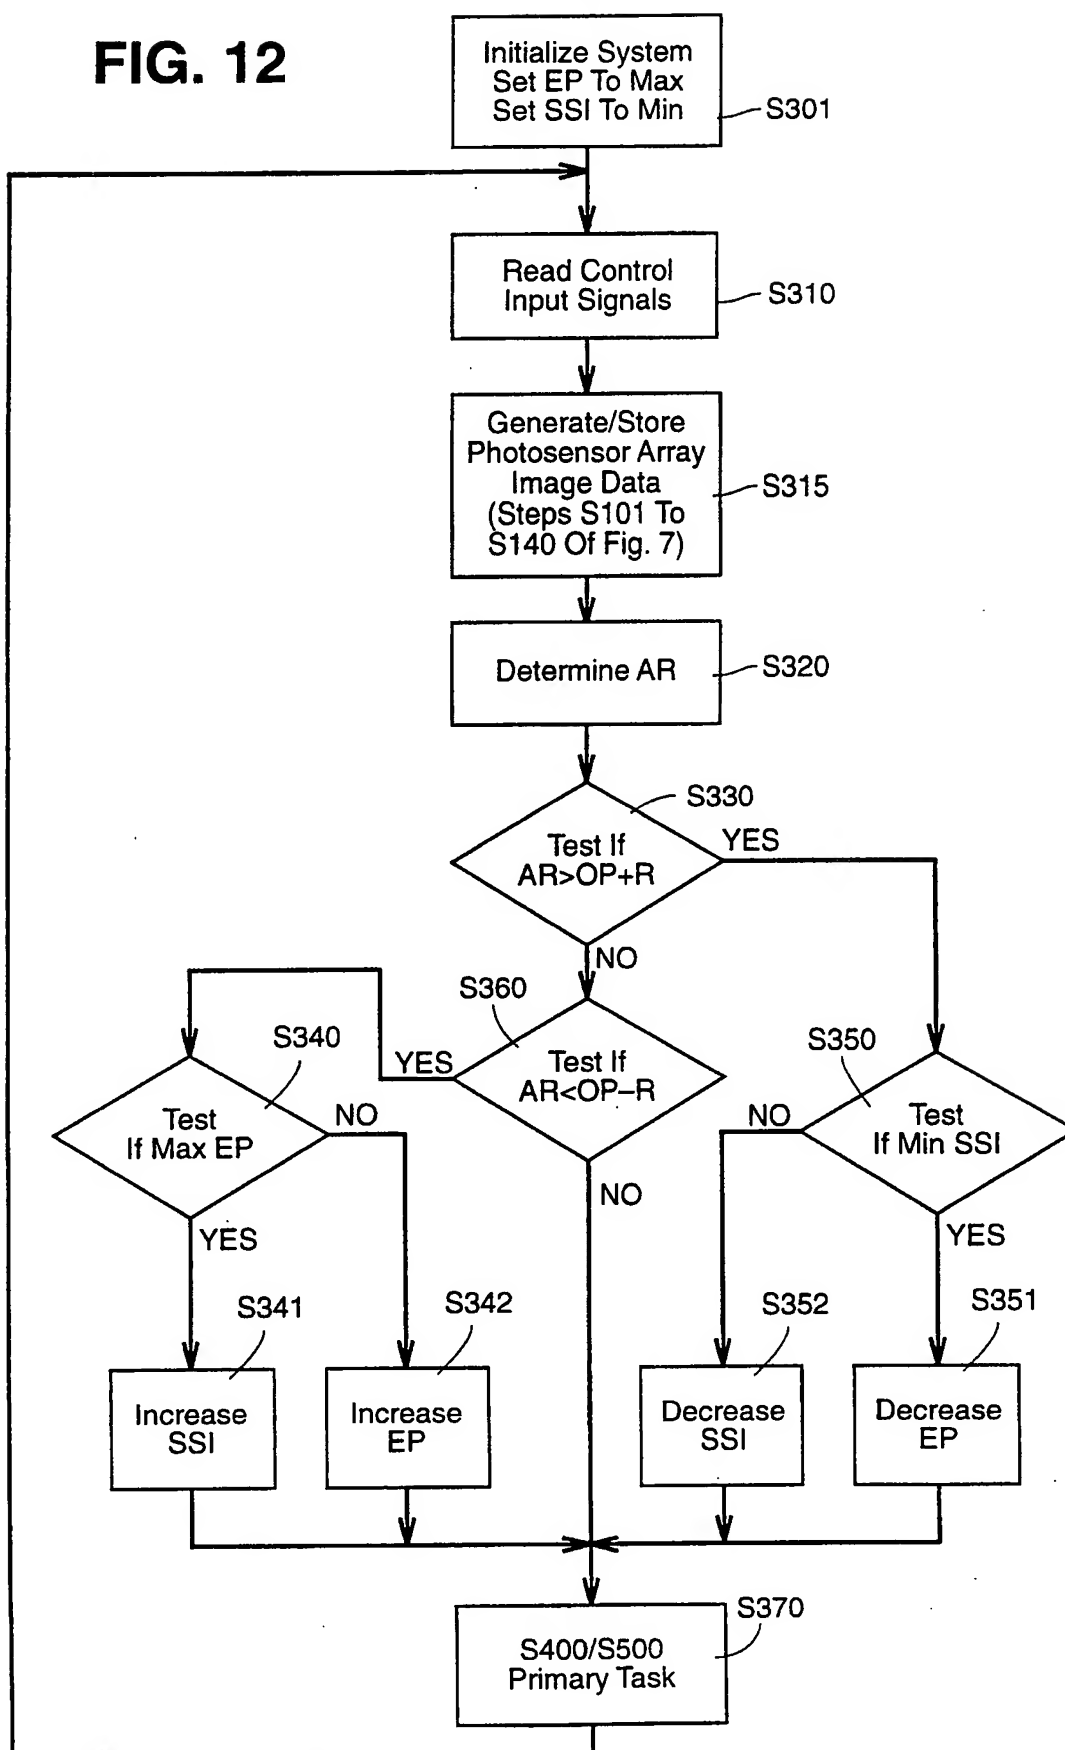 FIG. 12
Initialize System
Set EP To Max
Set SSI To Min
S301
Read Control
Input Signals
S310
Generate/Store
Photosensor Array
Image Data
(Steps S101 To
S140 Of Fig. 7)
S315
Determine AR
S320
S330
Test If
AR>OP+R
YES
NO
S360
Test If
AR<OP−R
YES
NO
S340
Test
If Max EP
NO
YES
S350
Test
If Min SSI
NO
YES
S341
Increase
SSI
S342
Increase
EP
S352
Decrease
SSI
S351
Decrease
EP
S370
S400/S500
Primary Task